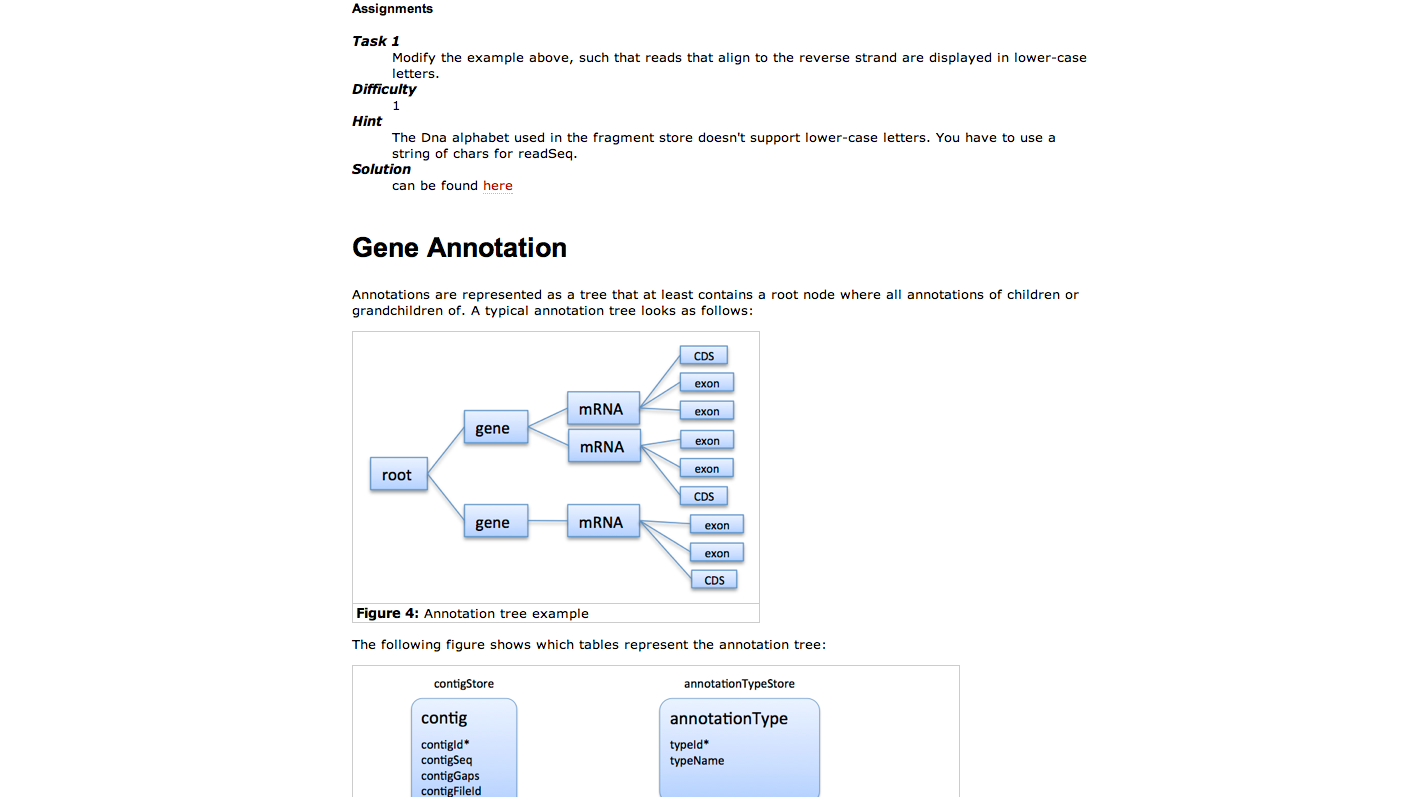 Assignments
Task 1
Modify the example above, such that reads that align to the reverse strand are displayed in lower-case
letters.
Difficulty
1
Hint
The Dna alphabet used in the fragment store doesn't support lower-case letters. You have to use a
string of chars for readSeq.
Solution
can be found here
Gene Annotation
Annotations are represented as a tree that at least contains a root node where all annotations of children or
grandchildren of. A typical annotation tree looks as follows:
CDS
exon
mRNA
exon
gene
exon
mRNA
exon
root
CDS
gene
mRNA
exon
exon
CDS
Figure 4: Annotation tree example
The following figure shows which tables represent the annotation tree:
contigStore
contig
contigId*
contigSeq
contigGaps
contigFileId
annotationTypeStore
annotationType
typeId*
typeName